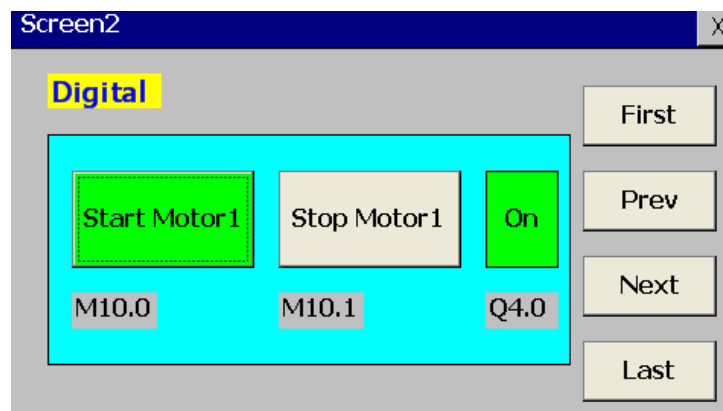 Screen2
X
Digital
First
Start Motor1
Stop Motor1
On
Prev
M10.0
M10.1
Q4.0
Next
Last